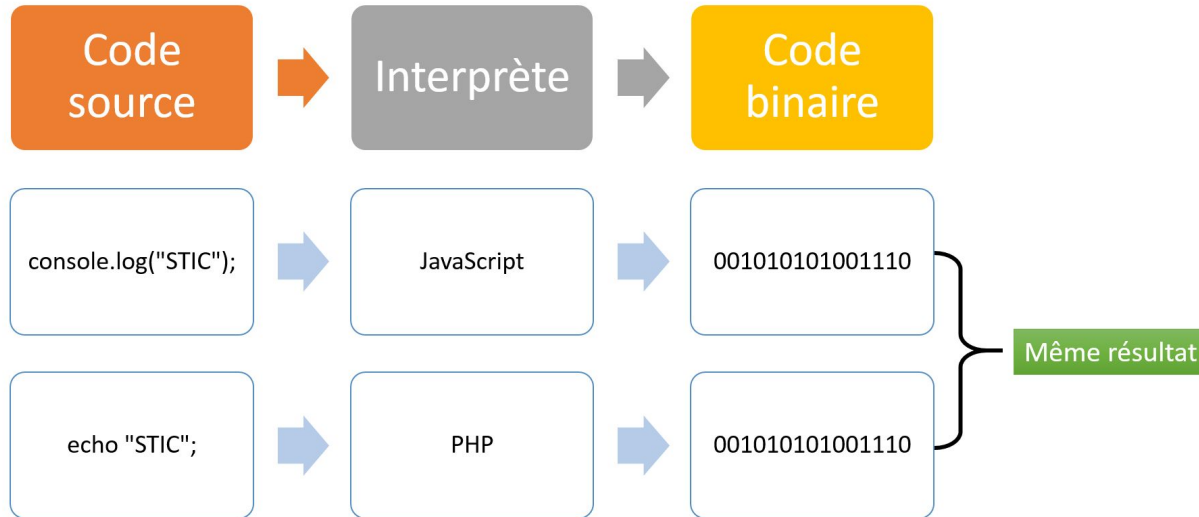 Code
source
Interprète
Code
binaire
console.log("STIC");
JavaScript
001010101001110
Même résultat
echo "STIC";
PHP
001010101001110